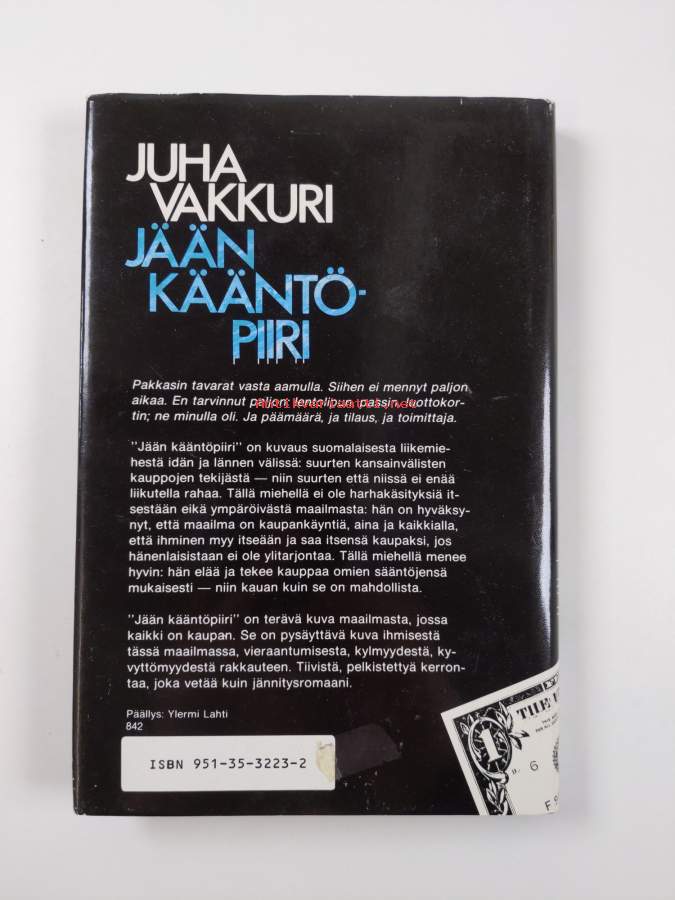 JUHA
VAKKURI
JÄÄN
KÄÄNTÖ-
PIIRI
Pakkasin tavarat vasta aamulla. Siihen ei mennyt paljon
aikaa. En tarvinnut paljon: lentolipun, passin, luottokor-
tin; ne minulla oli. Ja päämäärä, ja tilaus, ja toimittaja.
"Jään kääntöpiiri" on kuvaus suomalaisesta liikemie-
hestä idän ja lännen välissä: suurten kansainvälisten
kauppojen tekijästä — niin suurten että niissä ei enää
liikutella rahaa. Tällä miehellä ei ole harhakäsityksiä it-
sestään eikä ympäröivästä maailmasta: hän on hyväksy-
nyt, että maailma on kaupankäyntiä, aina ja kaikkialla,
että ihminen myy itseään ja saa itsensä kaupaksi, jos
hänenlaisistaan ei ole ylitarjontaa. Tällä miehellä menee
hyvin: hän elää ja tekee kauppaa omien sääntöjensä
mukaisesti — niin kauan kuin se on mahdollista.
"Jään kääntöpiiri" on terävä kuva maailmasta, jossa
kaikki on kaupan. Se on pysäyttävä kuva ihmisestä
tässä maailmassa, vieraantumisesta, kylmyydestä, ky-
vyttömyydestä rakkauteen. Tiivistä, pelkistettyä kerron-
taa, joka vetää kuin jännitysromaani.
Päällys: Ylermi Lahti
842
ISBN 951-35-3223-2
THE
1
6
F